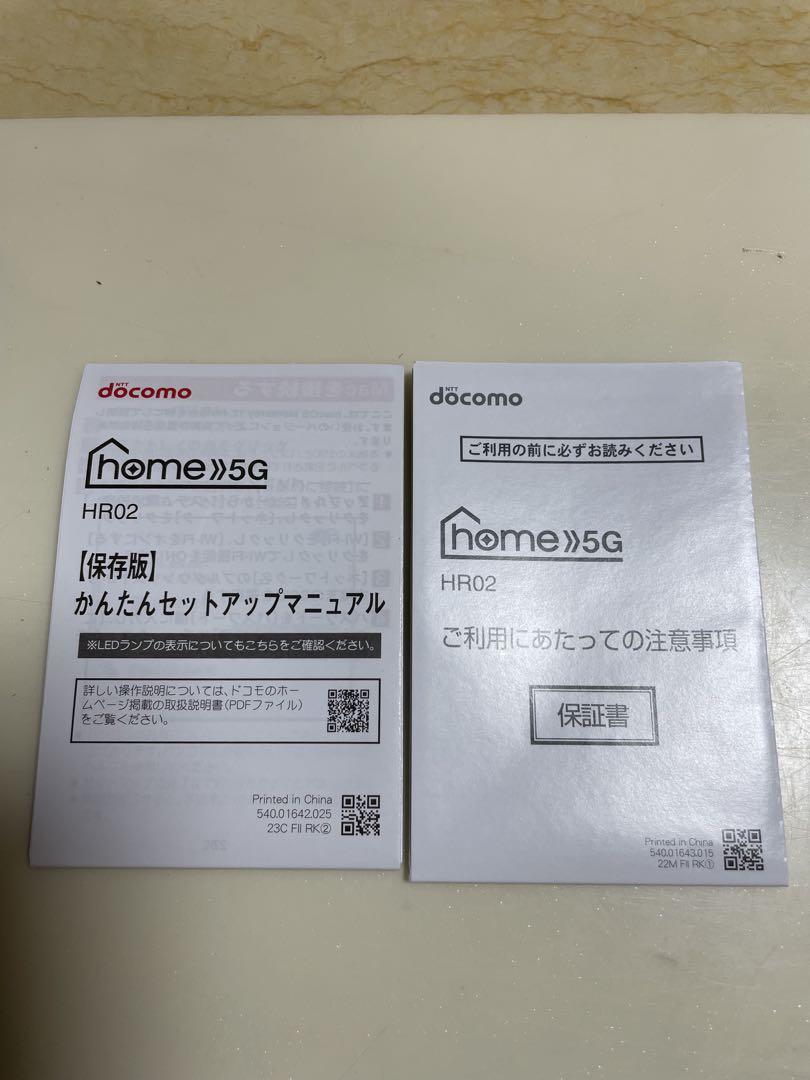 NTT
docomo
home 5G
HR02
【保存版】
かんたんセットアップマニュアル
※LEDランプの表示についてもこちらをご確認ください。
詳しい操作説明については、ドコモのホー
ムページ掲載の取扱説明書(PDFファイル)
をご覧ください。
Printed in China
540.01642.025
23C FII RK②
NTT
docomo
ご利用の前に必ずお読みください
home 5G
HR02
ご利用にあたっての注意事項
保証書
Printed in China
540.01643.015
22M FII RK①